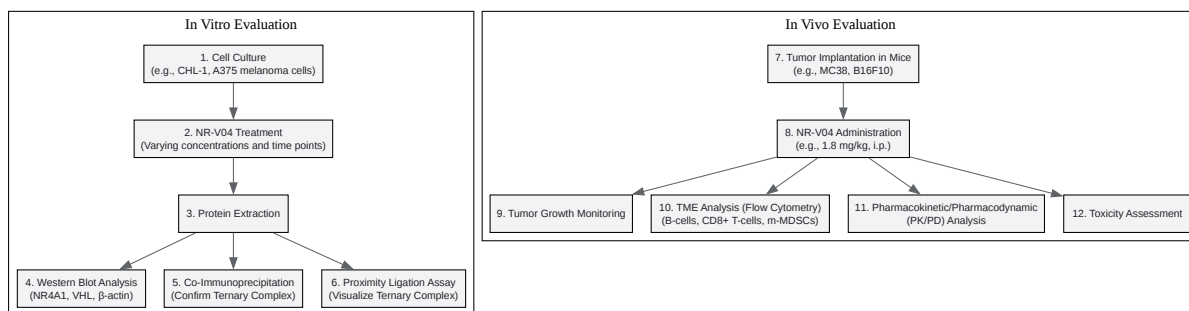 In Vitro Evaluation
1. Cell Culture
(e.g., CHL-1, A375 melanoma cells)
2. NR-V04 Treatment
(Varying concentrations and time points)
3. Protein Extraction
4. Western Blot Analysis
(NR4A1, VHL, β-actin)
5. Co-Immunoprecipitation
(Confirm Ternary Complex)
6. Proximity Ligation Assay
(Visualize Ternary Complex)
In Vivo Evaluation
7. Tumor Implantation in Mice
(e.g., MC38, B16F10)
8. NR-V04 Administration
(e.g., 1.8 mg/kg, i.p.)
9. Tumor Growth Monitoring
10. TME Analysis (Flow Cytometry)
(B-cells, CD8+ T-cells, m-MDSCs)
11. Pharmacokinetic/Pharmacodynamic
(PK/PD) Analysis
12. Toxicity Assessment